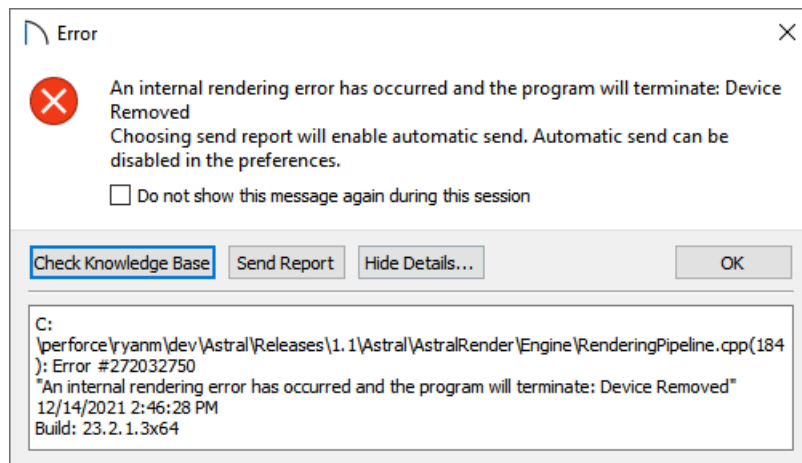 Error
An internal rendering error has occurred and the program will terminate: Device
Removed
Choosing send report will enable automatic send. Automatic send can be
disabled in the preferences.
Do not show this message again during this session
Check Knowledge Base Send Report Hide Details... OK
C:
\perforce\ryanm\dev\Astral\Releases\1.1\Astral\AstralRender\Engine\RenderingPipeline.cpp(184
): Error #272032750
"An internal rendering error has occurred and the program will terminate: Device Removed"
12/14/2021 2:46:28 PM
Build: 23.2.1.3x64